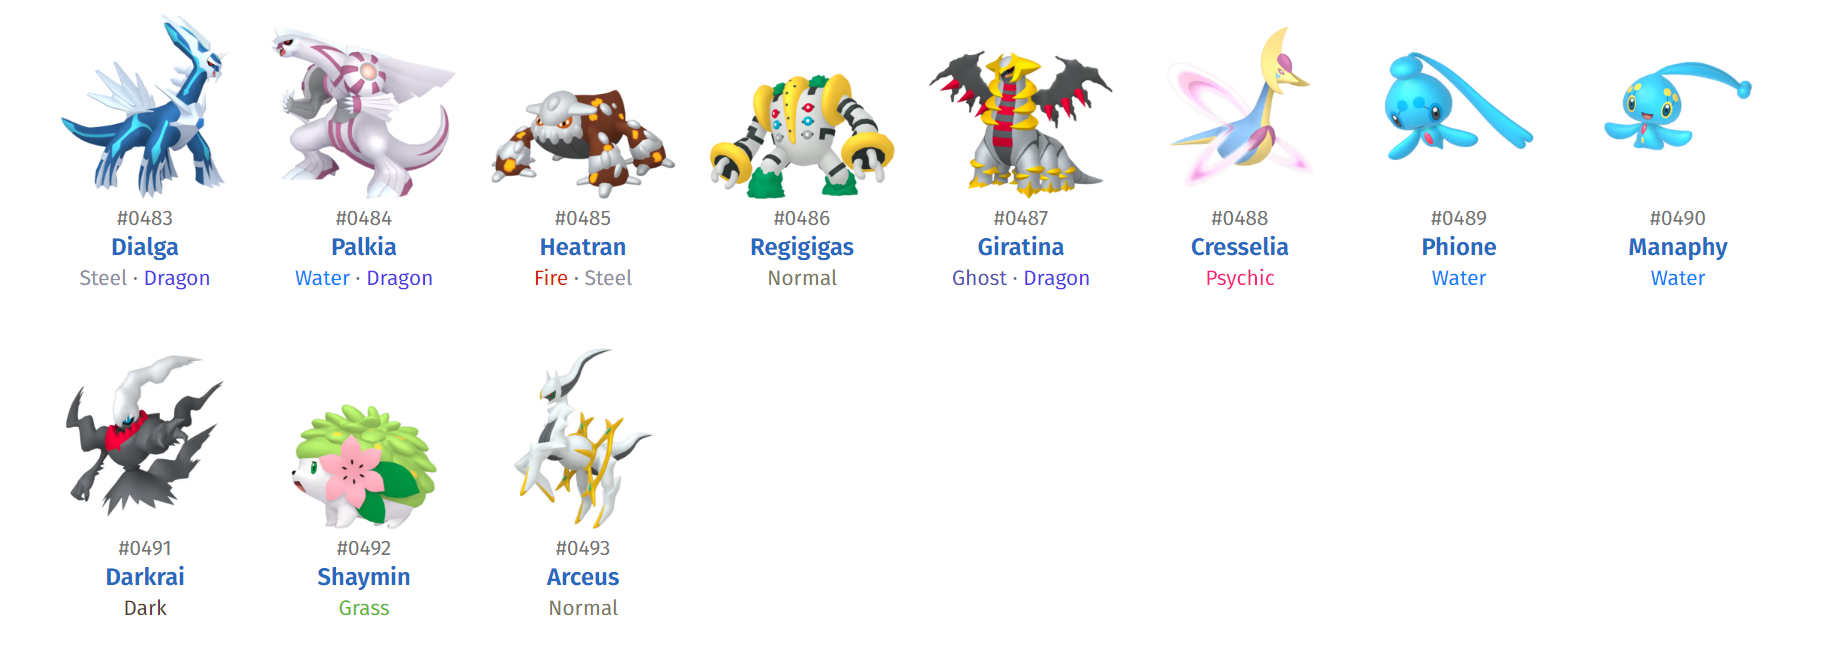 #0483
Dialga
Steel · Dragon
#0484
Palkia
Water · Dragon
#0485
Heatran
Fire · Steel
#0486
Regigigas
Normal
#0487
Giratina
Ghost · Dragon
#0488
Cresselia
Psychic
#0489
Phione
Water
#0490
Manaphy
Water
#0491
Darkrai
Dark
#0492
Shaymin
Grass
#0493
Arceus
Normal